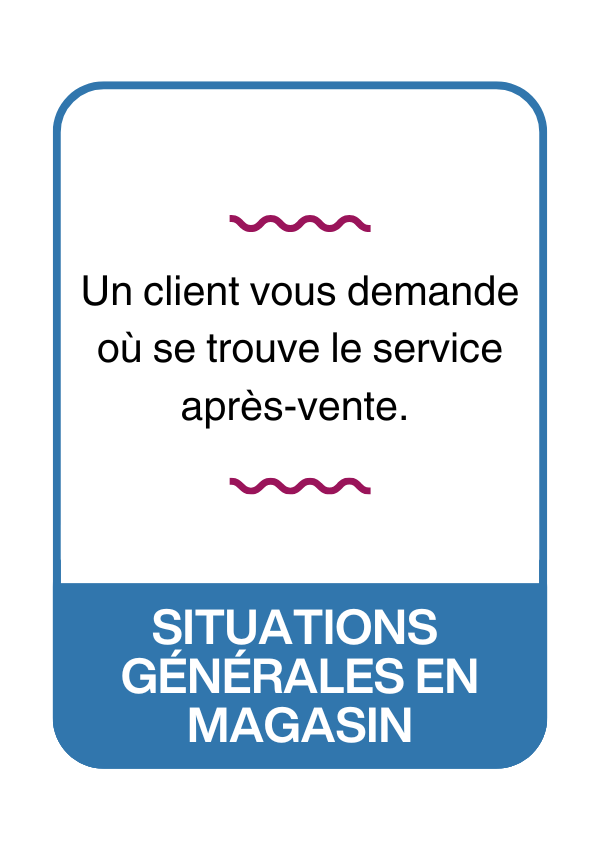 Un client vous demande
où se trouve le service
après-vente.
SITUATIONS
GÉNÉRALES EN
MAGASIN